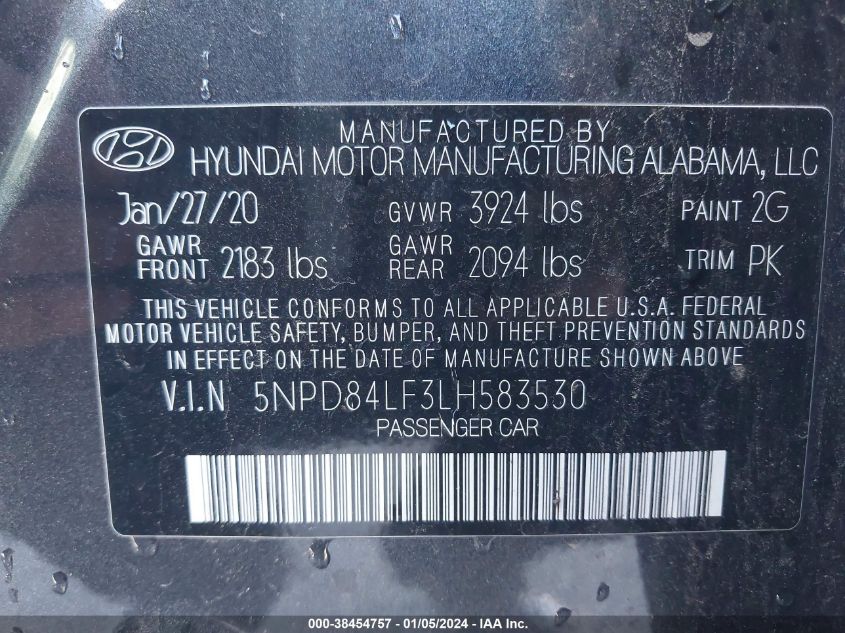 MANUFACTURED BY
HYUNDAI MOTOR MANUFACTURING ALABAMA, LLC
Jan/27/20 GVWR 3924 lbs PAINT 2G
GAWR FRONT 2183 lbs GAWR REAR 2094 lbs TRIM PK
THIS VEHICLE CONFORMS TO ALL APPLICABLE U.S.A. FEDERAL
MOTOR VEHICLE SAFETY, BUMPER, AND THEFT PREVENTION STANDARDS
IN EFFECT ON THE DATE OF MANUFACTURE SHOWN ABOVE
V.I.N 5NPD84LF3LH583530
PASSENGER CAR
000-38454757 - 01/05/2024 - IAA Inc.